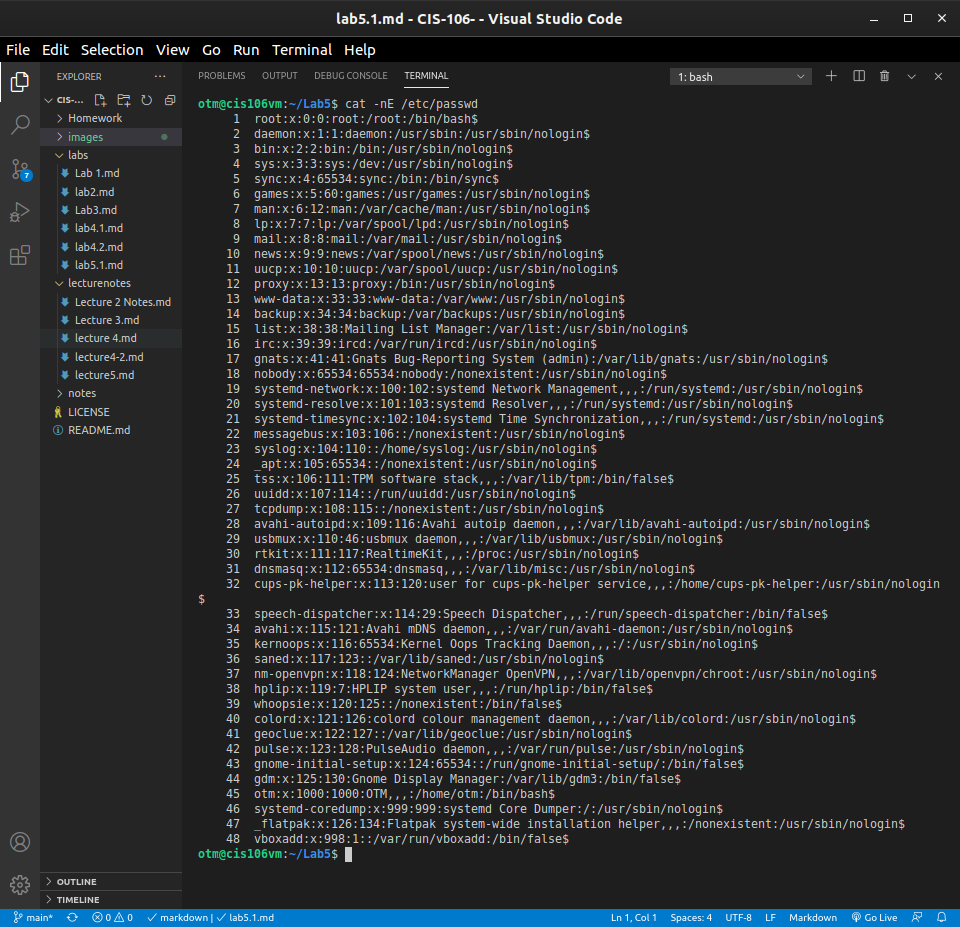 lab5.1.md - CIS-106- - Visual Studio Code
File Edit Selection View Go Run Terminal Help
EXPLORER
CIS-...
Homework
images
labs
Lab 1.md
lab2.md
Lab3.md
lab4.1.md
lab4.2.md
lab5.1.md
lecturenotes
Lecture 2 Notes.md
Lecture 3.md
lecture 4.md
lecture4-2.md
lecture5.md
notes
LICENSE
README.md
OUTLINE
TIMELINE
7
PROBLEMS OUTPUT DEBUG CONSOLE TERMINAL
1: bash
otm@cis106vm:~/Lab5$ cat -nE /etc/passwd
1 root:x:0:0:root:/root:/bin/bash$
2 daemon:x:1:1:daemon:/usr/sbin:/usr/sbin/nologin$
3 bin:x:2:2:bin:/bin:/usr/sbin/nologin$
4 sys:x:3:3:sys:/dev:/usr/sbin/nologin$
5 sync:x:4:65534:sync:/bin:/bin/sync$
6 games:x:5:60:games:/usr/games:/usr/sbin/nologin$
7 man:x:6:12:man:/var/cache/man:/usr/sbin/nologin$
8 lp:x:7:7:lp:/var/spool/lpd:/usr/sbin/nologin$
9 mail:x:8:8:mail:/var/mail:/usr/sbin/nologin$
10 news:x:9:9:news:/var/spool/news:/usr/sbin/nologin$
11 uucp:x:10:10:uucp:/var/spool/uucp:/usr/sbin/nologin$
12 proxy:x:13:13:proxy:/bin:/usr/sbin/nologin$
13 www-data:x:33:33:www-data:/var/www:/usr/sbin/nologin$
14 backup:x:34:34:backup:/var/backups:/usr/sbin/nologin$
15 list:x:38:38:Mailing List Manager:/var/list:/usr/sbin/nologin$
16 irc:x:39:39:ircd:/var/run/ircd:/usr/sbin/nologin$
17 gnats:x:41:41:Gnats Bug-Reporting System (admin):/var/lib/gnats:/usr/sbin/nologin$
18 nobody:x:65534:65534:nobody:/nonexistent:/usr/sbin/nologin$
19 systemd-network:x:100:102:systemd Network Management,,,:/run/systemd:/usr/sbin/nologin$
20 systemd-resolve:x:101:103:systemd Resolver,,,:/run/systemd:/usr/sbin/nologin$
21 systemd-timesync:x:102:104:systemd Time Synchronization,,,:/run/systemd:/usr/sbin/nologin$
22 messagebus:x:103:106::/nonexistent:/usr/sbin/nologin$
23 syslog:x:104:110::/home/syslog:/usr/sbin/nologin$
24 _apt:x:105:65534::/nonexistent:/usr/sbin/nologin$
25 tss:x:106:111:TPM software stack,,,:/var/lib/tpm:/bin/false$
26 uuidd:x:107:114::/run/uuidd:/usr/sbin/nologin$
27 tcpdump:x:108:115::/nonexistent:/usr/sbin/nologin$
28 avahi-autoipd:x:109:116:Avahi autoip daemon,,,:/var/lib/avahi-autoipd:/usr/sbin/nologin$
29 usbmux:x:110:46:usbmux daemon,,,:/var/lib/usbmux:/usr/sbin/nologin$
30 rtkit:x:111:117:RealtimeKit,,,:/proc:/usr/sbin/nologin$
31 dnsmasq:x:112:65534:dnsmasq,,,:/var/lib/misc:/usr/sbin/nologin$
32 cups-pk-helper:x:113:120:user for cups-pk-helper service,,,:/home/cups-pk-helper:/usr/sbin/nologin
$
33 speech-dispatcher:x:114:29:Speech Dispatcher,,,:/run/speech-dispatcher:/bin/false$
34 avahi:x:115:121:Avahi mDNS daemon,,,:/var/run/avahi-daemon:/usr/sbin/nologin$
35 kernoops:x:116:65534:Kernel Oops Tracking Daemon,,,:/:/usr/sbin/nologin$
36 saned:x:117:123::/var/lib/saned:/usr/sbin/nologin$
37 nm-openvpn:x:118:124:NetworkManager OpenVPN,,,:/var/lib/openvpn/chroot:/usr/sbin/nologin$
38 hplip:x:119:7:HPLIP system user,,,:/run/hplip:/bin/false$
39 whoopsie:x:120:125::/nonexistent:/bin/false$
40 colord:x:121:126:colord colour management daemon,,,:/var/lib/colord:/usr/sbin/nologin$
41 geoclue:x:122:127::/var/lib/geoclue:/usr/sbin/nologin$
42 pulse:x:123:128:PulseAudio daemon,,,:/var/run/pulse:/usr/sbin/nologin$
43 gnome-initial-setup:x:124:65534::/run/gnome-initial-setup/:/bin/false$
44 gdm:x:125:130:Gnome Display Manager:/var/lib/gdm3:/bin/false$
45 otm:x:1000:1000:OTM,,,:/home/otm:/bin/bash$
46 systemd-coredump:x:999:999:systemd Core Dumper:/:/usr/sbin/nologin$
47 _flatpak:x:126:134:Flatpak system-wide installation helper,,,:/nonexistent:/usr/sbin/nologin$
48 vboxadd:x:998:1::/var/run/vboxadd:/bin/false$
otm@cis106vm:~/Lab5$
main* 0 0 markdown | lab5.1.md Ln 1, Col 1 Spaces: 4 UTF-8 LF Markdown Go Live